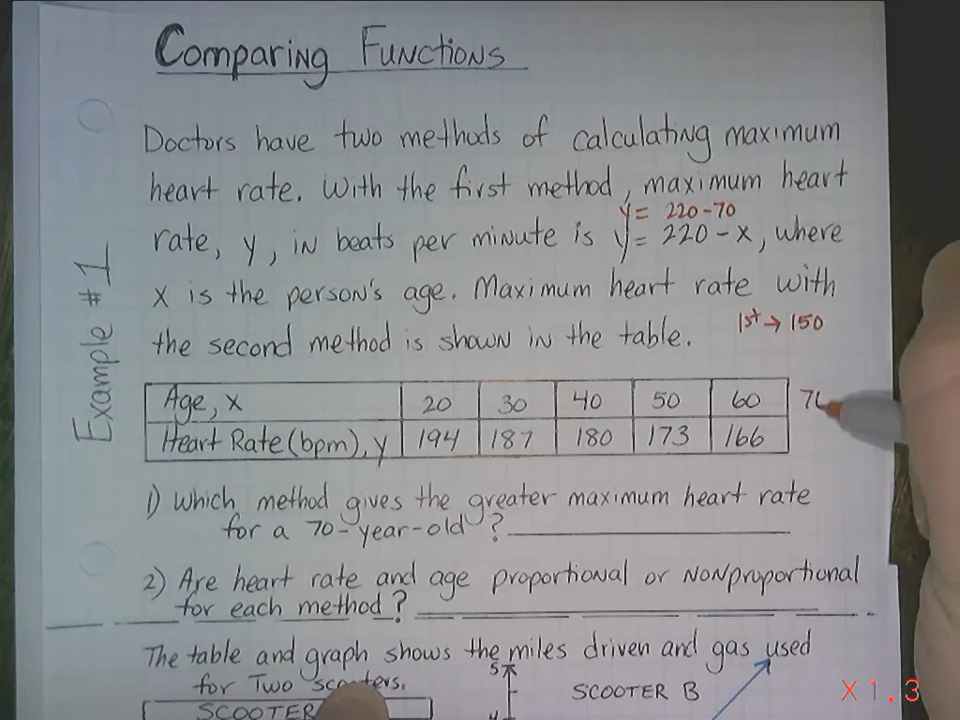 Comparing Functions
Doctors have two methods of calculating maximum
heart rate. With the first method, maximum heart
y = 220-70
rate, y, in beats per minute is y = 220 - x, where
x is the person's age. Maximum heart rate with
1st → 150
the second method is shown in the table.
Example #1
Age, x 20 30 40 50 60
Heart Rate (bpm), y 194 187 180 173 166
1) Which method gives the greater maximum heart rate
for a 70-year-old?
2) Are heart rate and age proportional or nonproportional
for each method?
The table and graph shows the miles driven and gas used
for Two scooters.
5
SCOOTER B
SCOOTER
X1.3